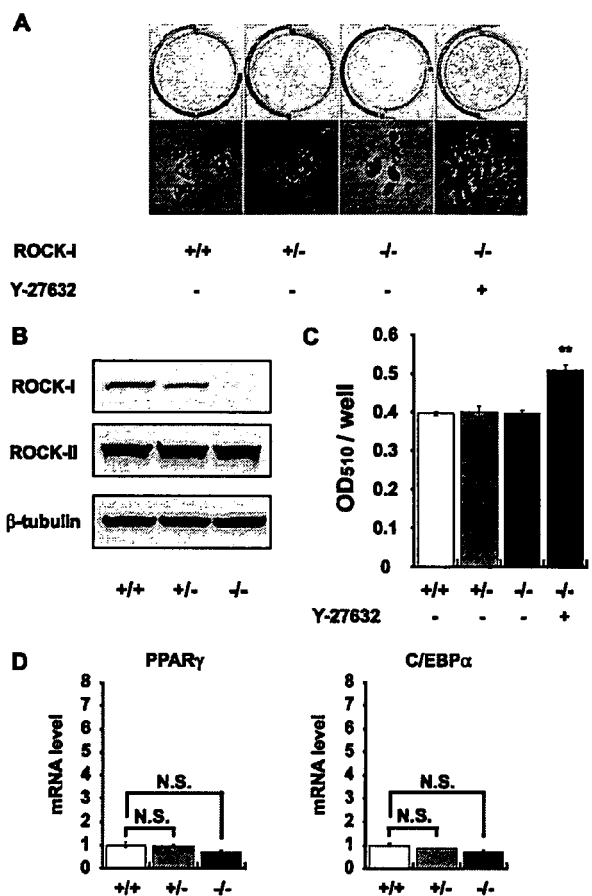 A
ROCK-I +/+ +/- -/- -/-
Y-27632 - - - +
B
ROCK-I
ROCK-II
β-tubulin
+/+ +/- -/-
C
OD510 / well
0.6
0.5
0.4
0.3
0.2
0.1
0
**
+/+ +/- -/- -/-
Y-27632 - - - +
D
PPARγ
mRNA level
8
7
6
5
4
3
2
1
0
N.S.
N.S.
+/+ +/- -/-
C/EBPα
mRNA level
8
7
6
5
4
3
2
1
0
N.S.
N.S.
+/+ +/- -/-